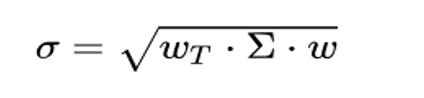 σ = √(w_T · Σ · w)